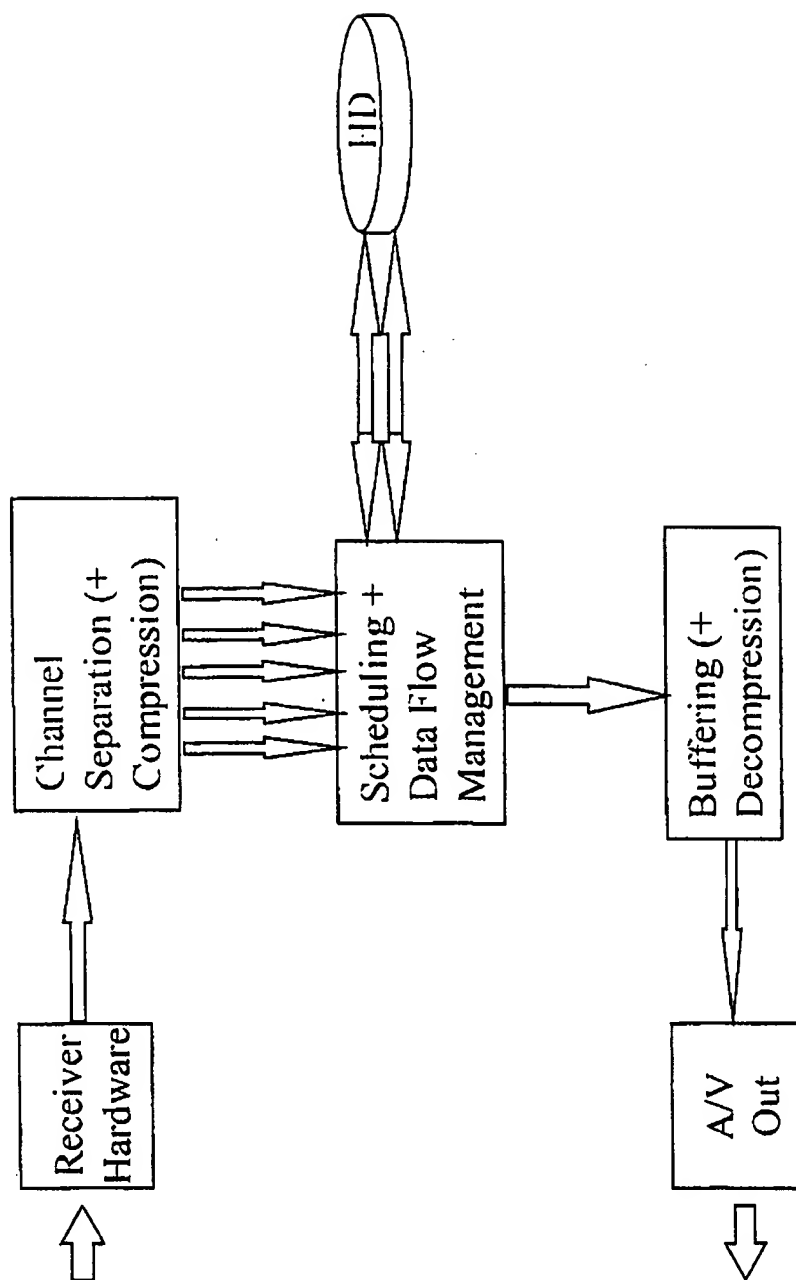 Receiver
Hardware
Channel
Separation (+
Compression)
Scheduling +
Data Flow
Management
HD
Buffering (+
Decompression)
A/V
Out